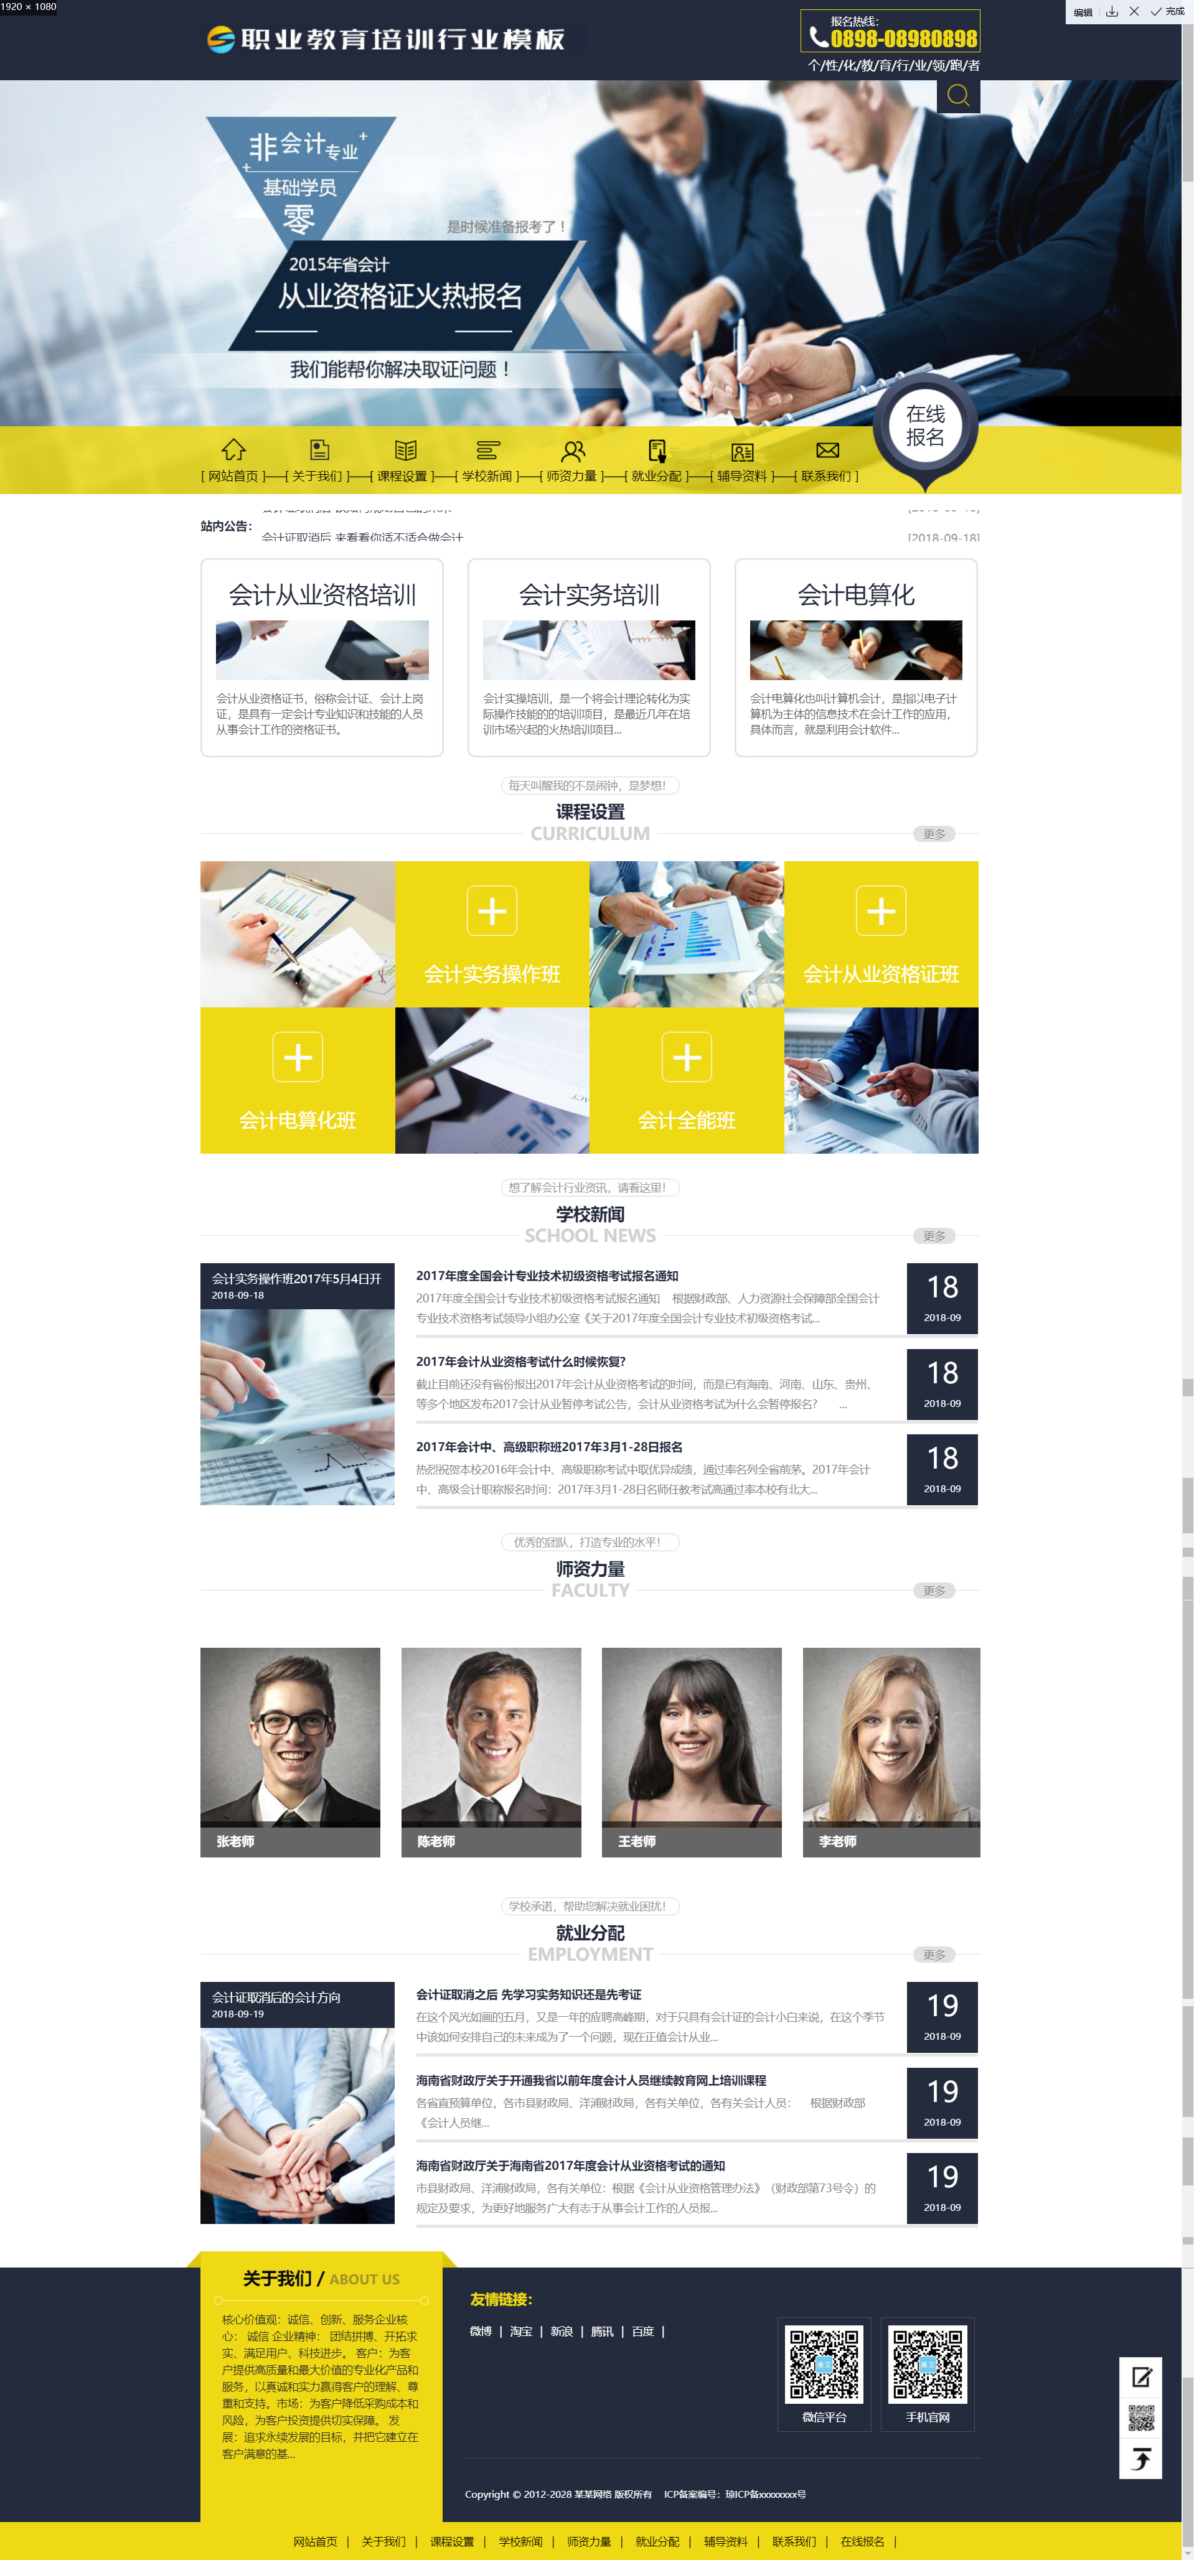 1920 × 1080
编辑
完成
职业教育培训行业模板
报名热线：
0898-08980898
个/性/化/教/育/行/业/领/跑/者
非会计专业
基础学员
零
是时候准备报考了！
2015年省会计
从业资格证火热报名
我们能帮你解决取证问题！
在线
报名
[ 网站首页 ]——[ 关于我们 ]——[ 课程设置 ]——[ 学校新闻 ]——[ 师资力量 ]——[ 就业分配 ]——[ 辅导资料 ]——[ 联系我们 ]
站内公告：
会计证取消后 来看看你适不适合做会计
[2018-09-18]
会计从业资格培训
会计从业资格证书，俗称会计证、会计上岗
证，是具有一定会计专业知识和技能的人员
从事会计工作的资格证书。
会计实务培训
会计实操培训，是一个将会计理论转化为实
际操作技能的的培训项目，是最近几年在培
训市场兴起的火热培训项目...
会计电算化
会计电算化也叫计算机会计，是指以电子计
算机为主体的信息技术在会计工作的应用，
具体而言，就是利用会计软件...
每天叫醒我的不是闹钟，是梦想！
课程设置
CURRICULUM
更多
会计实务操作班
会计从业资格证班
会计电算化班
会计全能班
想了解会计行业资讯，请看这里！
学校新闻
SCHOOL NEWS
更多
会计实务操作班2017年5月4日开
2018-09-18
2017年度全国会计专业技术初级资格考试报名通知
2017年度全国会计专业技术初级资格考试报名通知　根据财政部、人力资源社会保障部全国会计
专业技术资格考试领导小组办公室《关于2017年度全国会计专业技术初级资格考试...
18
2018-09
2017年会计从业资格考试什么时候恢复?
截止目前还没有省份报出2017年会计从业资格考试的时间，而是已有海南、河南、山东、贵州、
等多个地区发布2017会计从业暂停考试公告，会计从业资格考试为什么会暂停报名?　　...
18
2018-09
2017年会计中、高级职称班2017年3月1-28日报名
热烈祝贺本校2016年会计中、高级职称考试中取优异成绩，通过率名列全省前茅。2017年会计
中、高级会计职称报名时间：2017年3月1-28日名师任教考试高通过率本校有北大...
18
2018-09
优秀的团队，打造专业的水平！
师资力量
FACULTY
更多
张老师
陈老师
王老师
李老师
学校承诺，帮助您解决就业困扰！
就业分配
EMPLOYMENT
更多
会计证取消后的会计方向
2018-09-19
会计证取消之后 先学习实务知识还是先考证
在这个风光如画的五月，又是一年的应聘高峰期，对于只具有会计证的会计小白来说，在这个季节
中该如何安排自己的未来成为了一个问题，现在正值会计从业...
19
2018-09
海南省财政厅关于开通我省以前年度会计人员继续教育网上培训课程
各省直预算单位，各市县财政局、洋浦财政局，各有关单位，各有关会计人员：　根据财政部
《会计人员继...
19
2018-09
海南省财政厅关于海南省2017年度会计从业资格考试的通知
市县财政局、洋浦财政局，各有关单位：根据《会计从业资格管理办法》（财政部第73号令）的
规定及要求，为更好地服务广大有志于从事会计工作的人员报...
19
2018-09
关于我们 / ABOUT US
核心价值观：诚信、创新、服务企业核
心： 诚信 企业精神： 团结拼搏、开拓求
实、满足用户、科技进步。 客户：为客
户提供高质量和最大价值的专业化产品和
服务，以真诚和实力赢得客户的理解、尊
重和支持。市场：为客户降低采购成本和
风险，为客户投资提供切实保障。 发
展：追求永续发展的目标，并把它建立在
客户满意的基...
友情链接：
微博 | 淘宝 | 新浪 | 腾讯 | 百度 |
微信平台
手机官网
Copyright © 2012-2028 某某网络 版权所有　ICP备案编号：琼ICP备xxxxxxxx号
网站首页 | 关于我们 | 课程设置 | 学校新闻 | 师资力量 | 就业分配 | 辅导资料 | 联系我们 | 在线报名 |